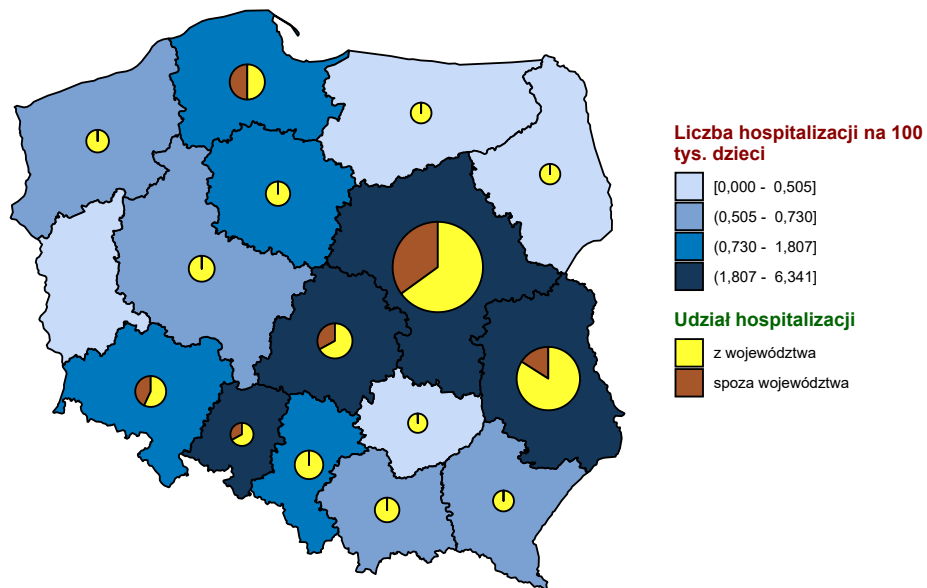 Liczba hospitalizacji na 100
tys. dzieci
[0,000 - 0,505]
(0,505 - 0,730]
(0,730 - 1,807]
(1,807 - 6,341]
Udział hospitalizacji
z województwa
spoza województwa